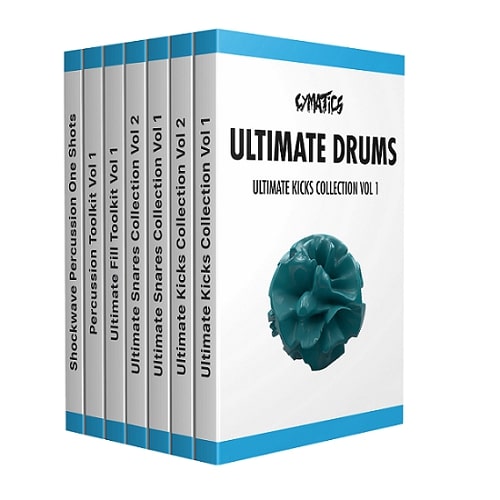 CYMATICS
ULTIMATE DRUMS
ULTIMATE KICKS COLLECTION VOL 1
Shockwave Percussion One Shots
Percussion Toolkit Vol 1
Ultimate Fill Toolkit Vol 1
Ultimate Snares Collection Vol 2
Ultimate Snares Collection Vol 1
Ultimate Kicks Collection Vol 2
Ultimate Kicks Collection Vol 1